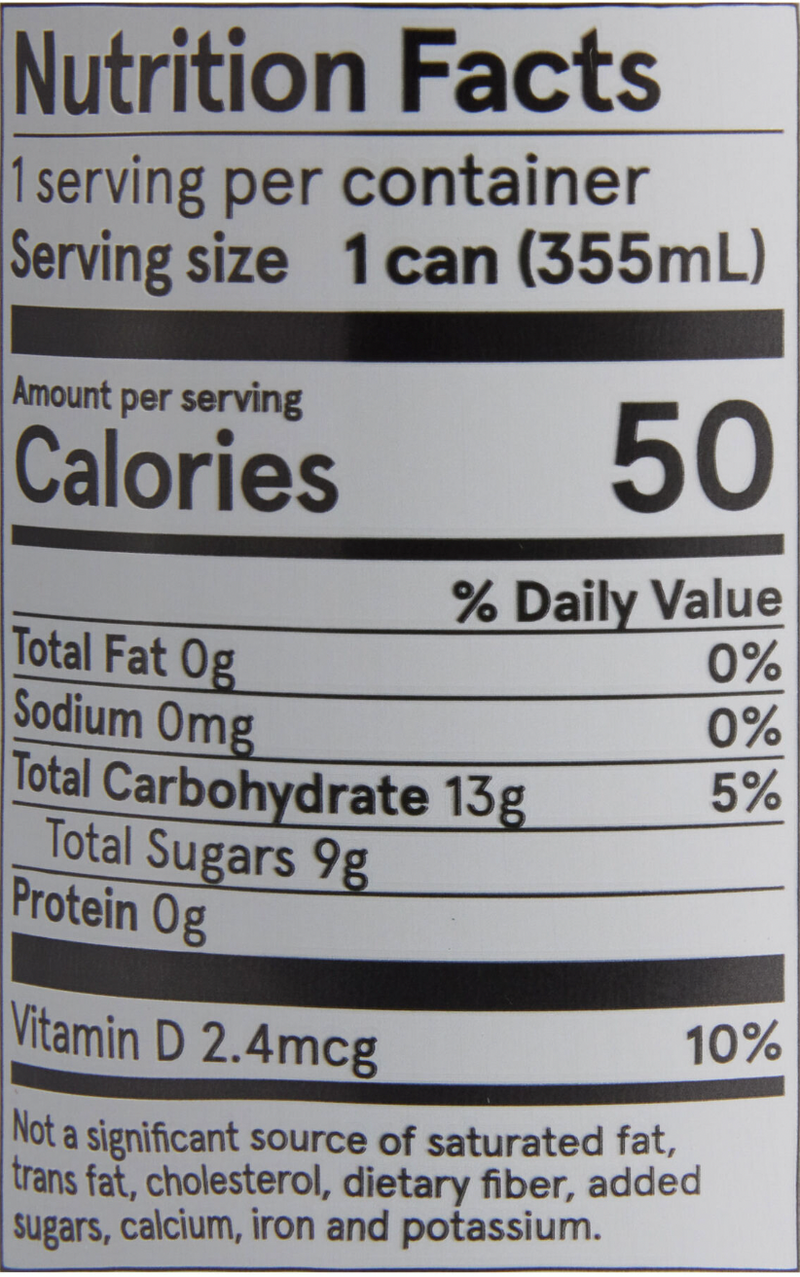 Nutrition Facts
1 serving per container
Serving size 1 can (355mL)
Amount per serving
Calories 50
% Daily Value
Total Fat 0g 0%
Sodium 0mg 0%
Total Carbohydrate 13g 5%
Total Sugars 9g
Protein 0g
Vitamin D 2.4mcg 10%
Not a significant source of saturated fat,
trans fat, cholesterol, dietary fiber, added
sugars, calcium, iron and potassium.